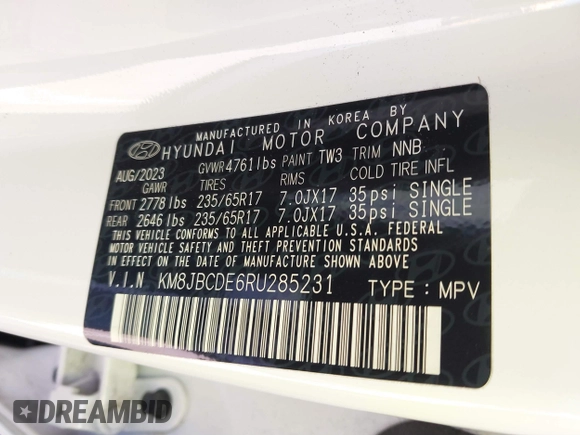 MANUFACTURED IN KOREA BY
HYUNDAI MOTOR COMPANY
AUG/2023 GVWR 4761lbs PAINT TW3 TRIM NNB
GAWR TIRES RIMS COLD TIRE INFL
FRONT 2778 lbs 235/65R17 7.0JX17 35psi SINGLE
REAR 2646 lbs 235/65R17 7.0JX17 35psi SINGLE
THIS VEHICLE CONFORMS TO ALL APPLICABLE U.S.A. FEDERAL
MOTOR VEHICLE SAFETY AND THEFT PREVENTION STANDARDS
IN EFFECT ON THE DATE OF MANUFACTURE SHOWN ABOVE.
V.I.N KM8JBCDE6RU285231 TYPE : MPV
DREAMBID